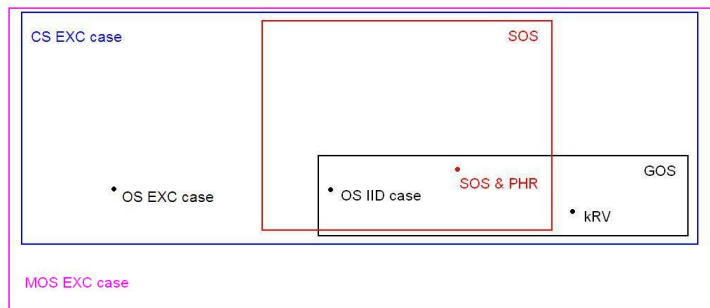 CS EXC case
SOS
GOS
SOS & PHR
OS EXC case
OS IID case
kRV
MOS EXC case